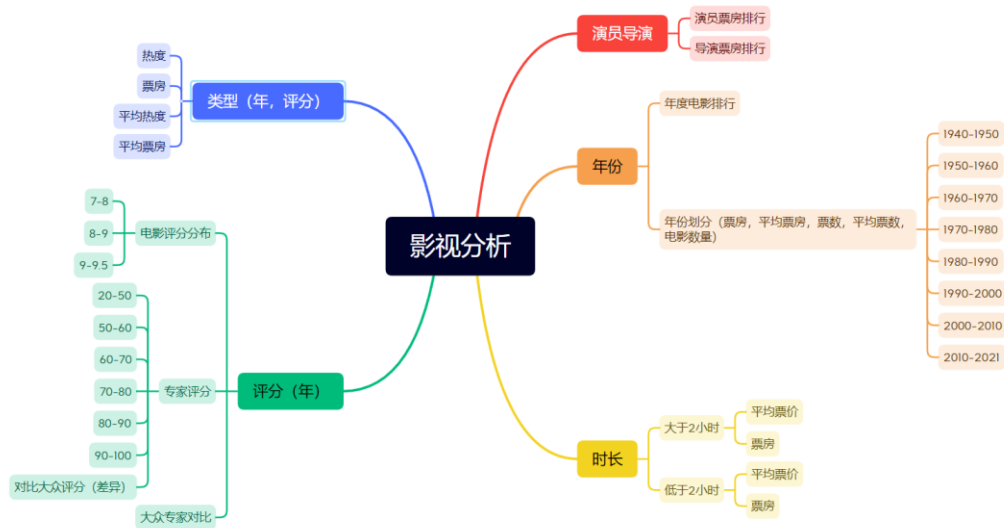 影视分析
演员导演
演员票房排行
导演票房排行
年份
年度电影排行
年份划分（票房，平均票房，票数，平均票数，
电影数量）
1940-1950
1950-1960
1960-1970
1970-1980
1980-1990
1990-2000
2000-2010
2010-2021
时长
大于2小时
平均票价
票房
低于2小时
平均票价
票房
类型（年，评分）
热度
票房
平均热度
平均票房
评分（年）
电影评分分布
7-8
8-9
9-9.5
专家评分
20-50
50-60
60-70
70-80
80-90
90-100
对比大众评分（差异）
大众专家对比